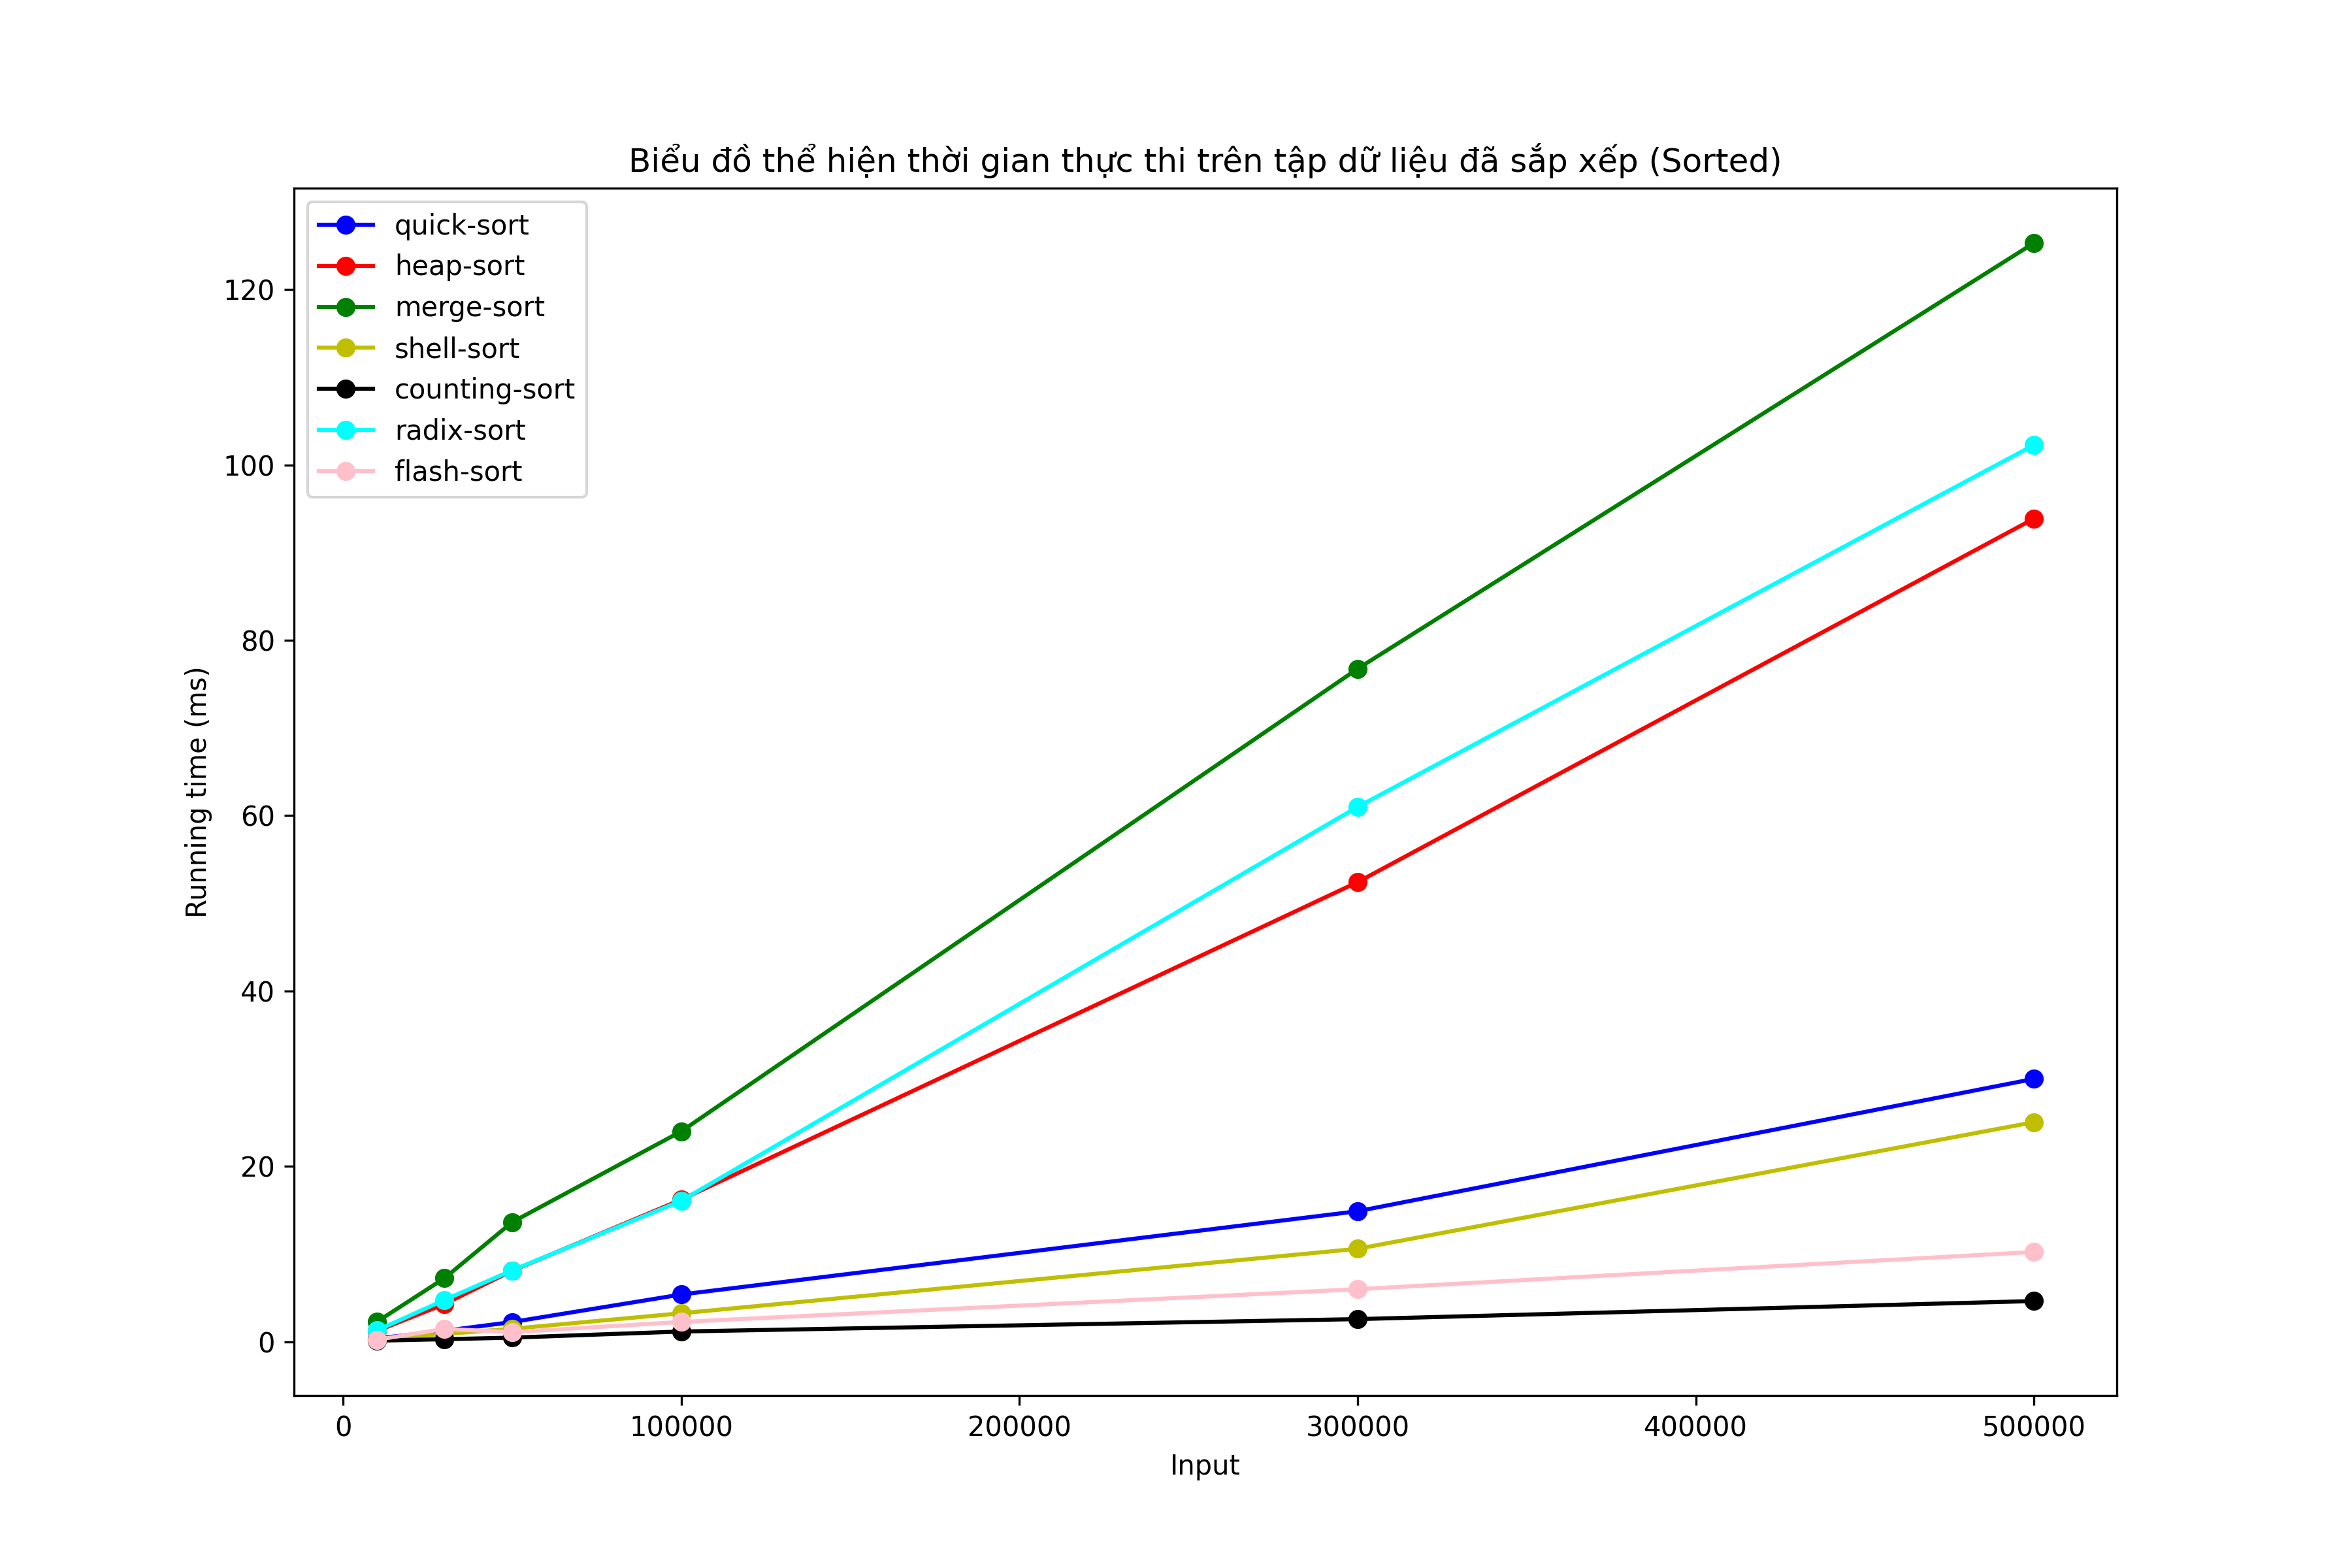 Biểu đồ thể hiện thời gian thực thi trên tập dữ liệu đã sắp xếp (Sorted)
quick-sort
heap-sort
merge-sort
shell-sort
counting-sort
radix-sort
flash-sort
120
100
80
60
40
20
0
Running time (ms)
0 100000 200000 300000 400000 500000
Input